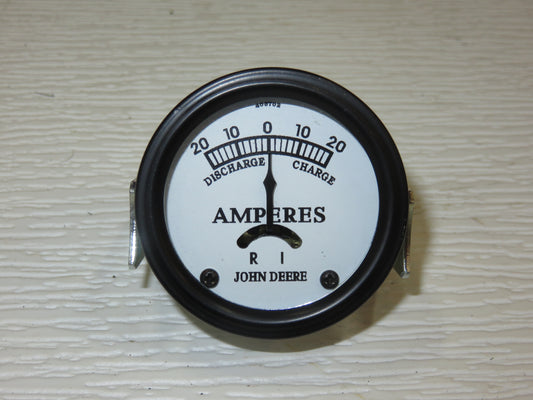 20 10 0 10 20
DISCHARGE CHARGE
AMPERES
R I
JOHN DEERE